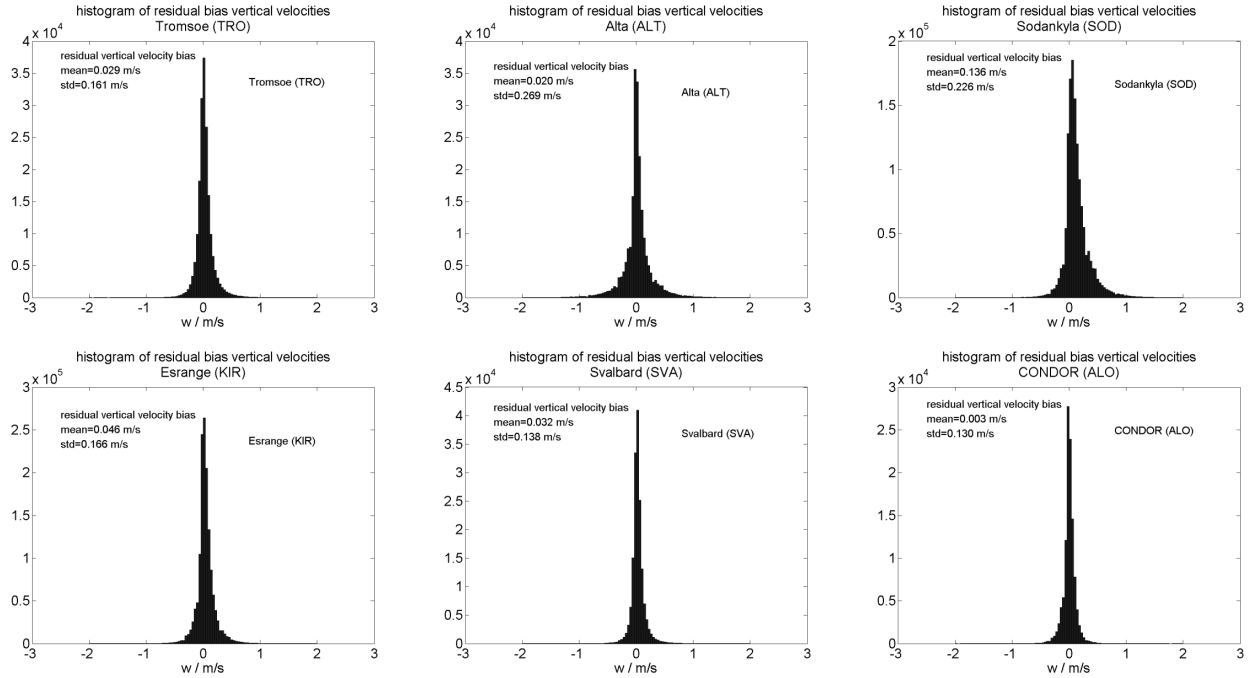 histogram of residual bias vertical velocities
Tromsoe (TRO)
x 10^4
4
3.5
3
2.5
2
1.5
1
0.5
0
residual vertical velocity bias
mean=0.029 m/s
std=0.161 m/s
Tromsoe (TRO)
-3 -2 -1 0 1 2 3
w / m/s
histogram of residual bias vertical velocities
Alta (ALT)
x 10^4
4
3.5
3
2.5
2
1.5
1
0.5
0
residual vertical velocity bias
mean=0.020 m/s
std=0.269 m/s
Alta (ALT)
-3 -2 -1 0 1 2 3
w / m/s
histogram of residual bias vertical velocities
Sodankyla (SOD)
x 10^5
2
1.5
1
0.5
0
residual vertical velocity bias
mean=0.136 m/s
std=0.226 m/s
Sodankyla (SOD)
-3 -2 -1 0 1 2 3
w / m/s
histogram of residual bias vertical velocities
Esrange (KIR)
x 10^5
3
2.5
2
1.5
1
0.5
0
residual vertical velocity bias
mean=0.046 m/s
std=0.166 m/s
Esrange (KIR)
-3 -2 -1 0 1 2 3
w / m/s
histogram of residual bias vertical velocities
Svalbard (SVA)
x 10^4
4.5
4
3.5
3
2.5
2
1.5
1
0.5
0
residual vertical velocity bias
mean=0.032 m/s
std=0.138 m/s
Svalbard (SVA)
-3 -2 -1 0 1 2 3
w / m/s
histogram of residual bias vertical velocities
CONDOR (ALO)
x 10^4
3
2.5
2
1.5
1
0.5
0
residual vertical velocity bias
mean=0.003 m/s
std=0.130 m/s
CONDOR (ALO)
-3 -2 -1 0 1 2 3
w / m/s